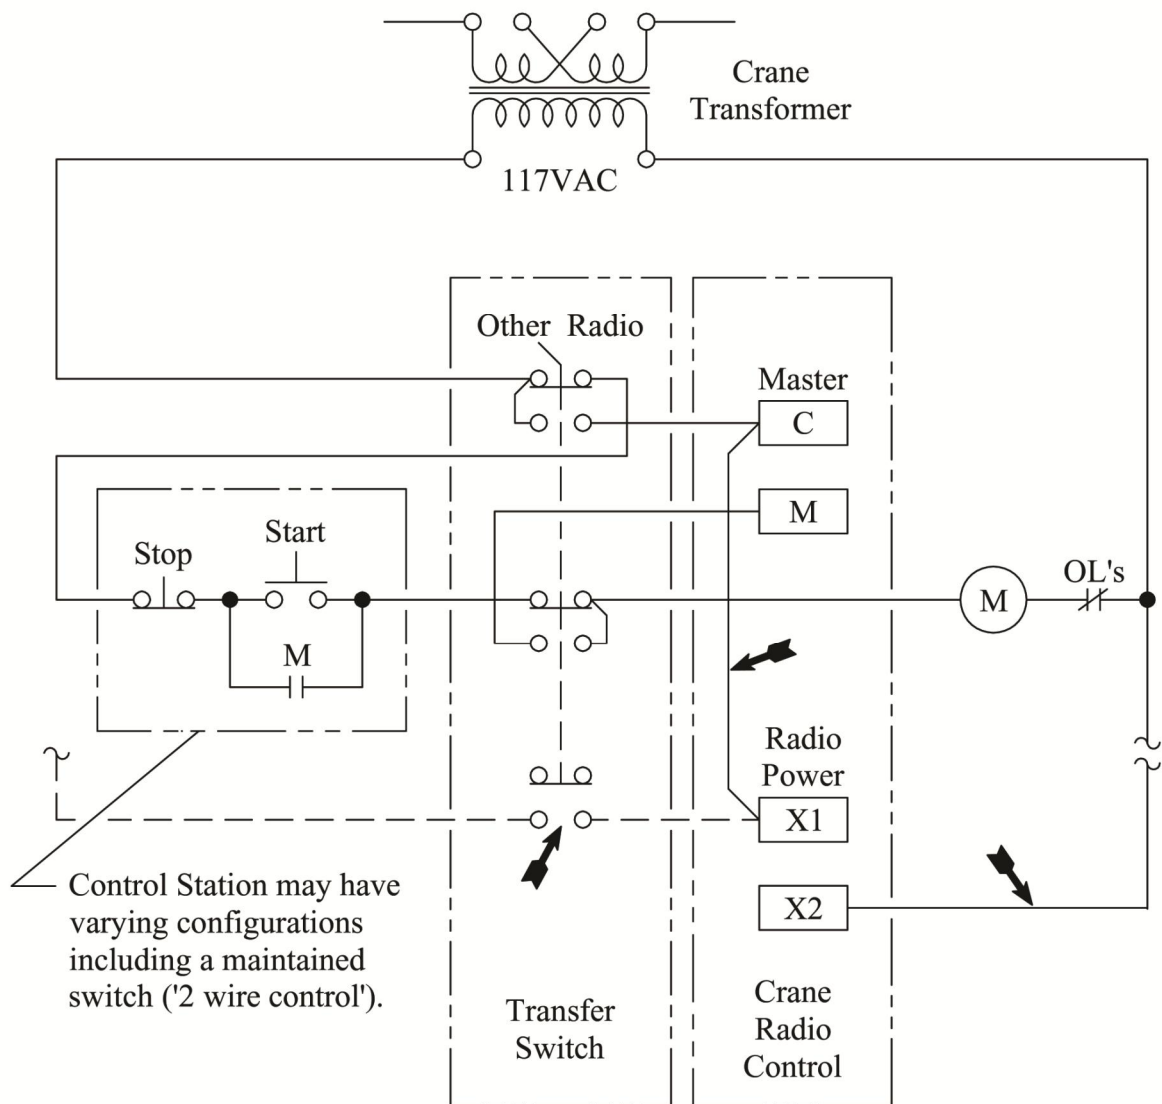 Crane
Transformer
117VAC
Other Radio
Master
C
M
Stop
Start
M
M
OL's
Radio
Power
X1
X2
Control Station may have
varying configurations
including a maintained
switch ('2 wire control').
Transfer
Switch
Crane
Radio
Control